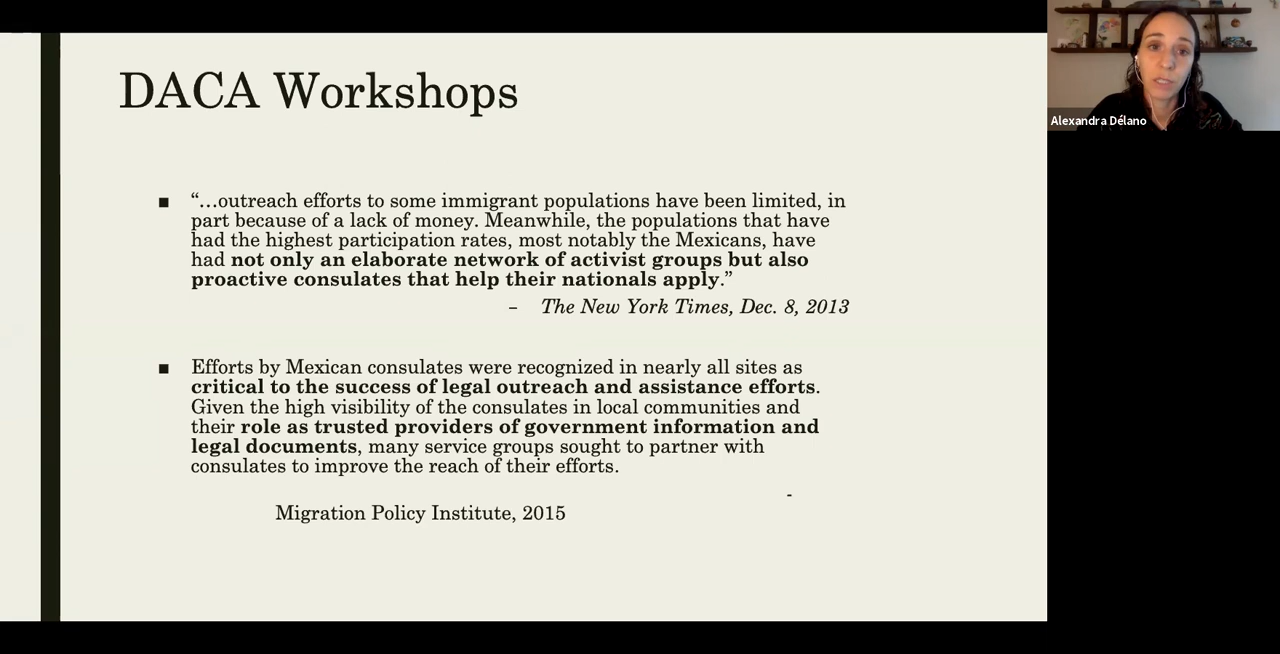 DACA Workshops
■ “…outreach efforts to some immigrant populations have been limited, in
part because of a lack of money. Meanwhile, the populations that have
had the highest participation rates, most notably the Mexicans, have
had not only an elaborate network of activist groups but also
proactive consulates that help their nationals apply.”
– The New York Times, Dec. 8, 2013
■ Efforts by Mexican consulates were recognized in nearly all sites as
critical to the success of legal outreach and assistance efforts.
Given the high visibility of the consulates in local communities and
their role as trusted providers of government information and
legal documents, many service groups sought to partner with
consulates to improve the reach of their efforts.
-
Migration Policy Institute, 2015
Alexandra Délano